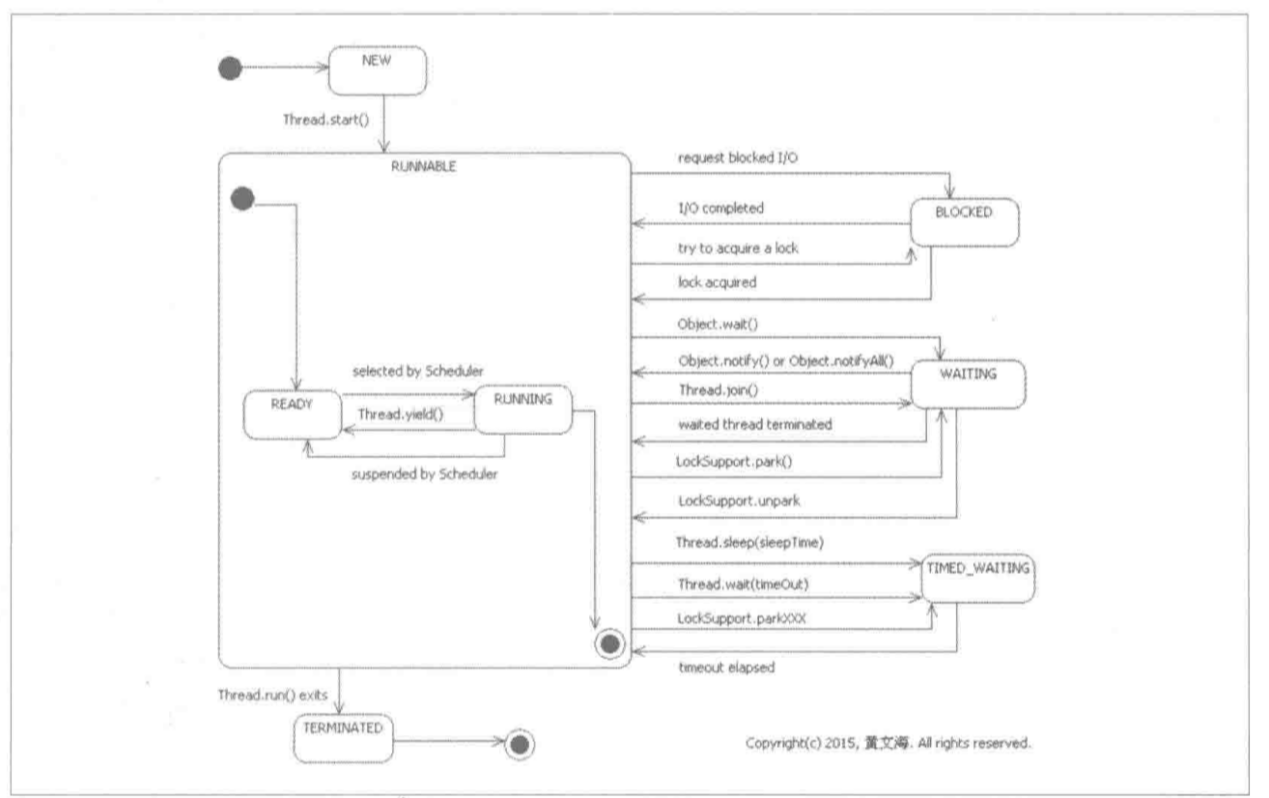 NEW
Thread.start()
RUNNABLE
request blocked I/O
BLOCKED
I/O completed
try to acquire a lock
lock acquired
Object.wait()
Object.notify() or Object.notifyAll()
WAITING
Thread.join()
selected by Scheduler
READY
RUNNING
Thread.yield()
suspended by Scheduler
waited thread terminated
LockSupport.park()
LockSupport.unpark
Thread.sleep(sleepTime)
TIMED_WAITING
Thread.wait(timeOut)
LockSupport.parkXXX
timeout elapsed
Thread.run() exits
TERMINATED
Copyright(c) 2015, 黄文海. All rights reserved.